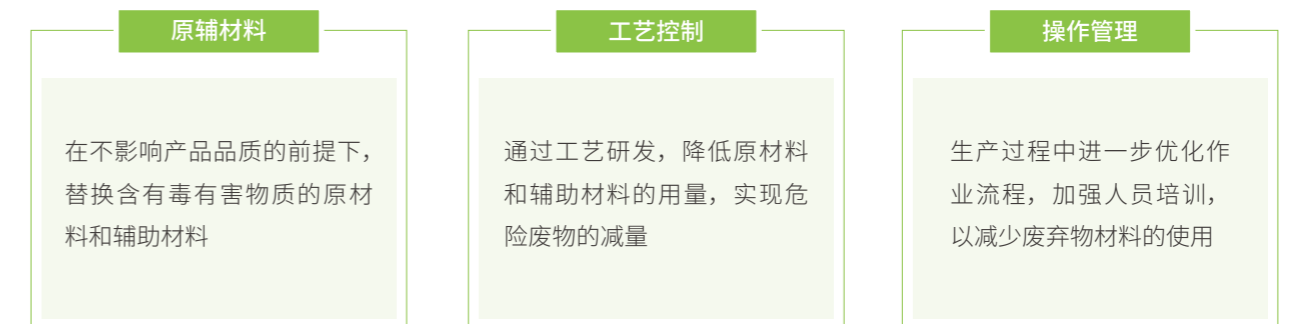 原辅材料
在不影响产品品质的前提下，
替换含有毒有害物质的原材
料和辅助材料
工艺控制
通过工艺研发，降低原材料
和辅助材料的用量，实现危
险废物的减量
操作管理
生产过程中进一步优化作
业流程，加强人员培训，
以减少废弃物材料的使用